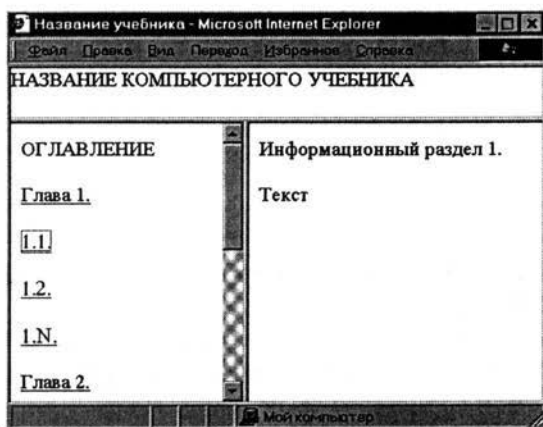 Название учебника - Microsoft Internet Explorer
Файл Правка Вид Переход Избранное Справка
НАЗВАНИЕ КОМПЬЮТЕРНОГО УЧЕБНИКА
ОГЛАВЛЕНИЕ
Глава 1.
1.1.
1.2.
1.N.
Глава 2.
Информационный раздел 1.
Текст
Мой компьютер